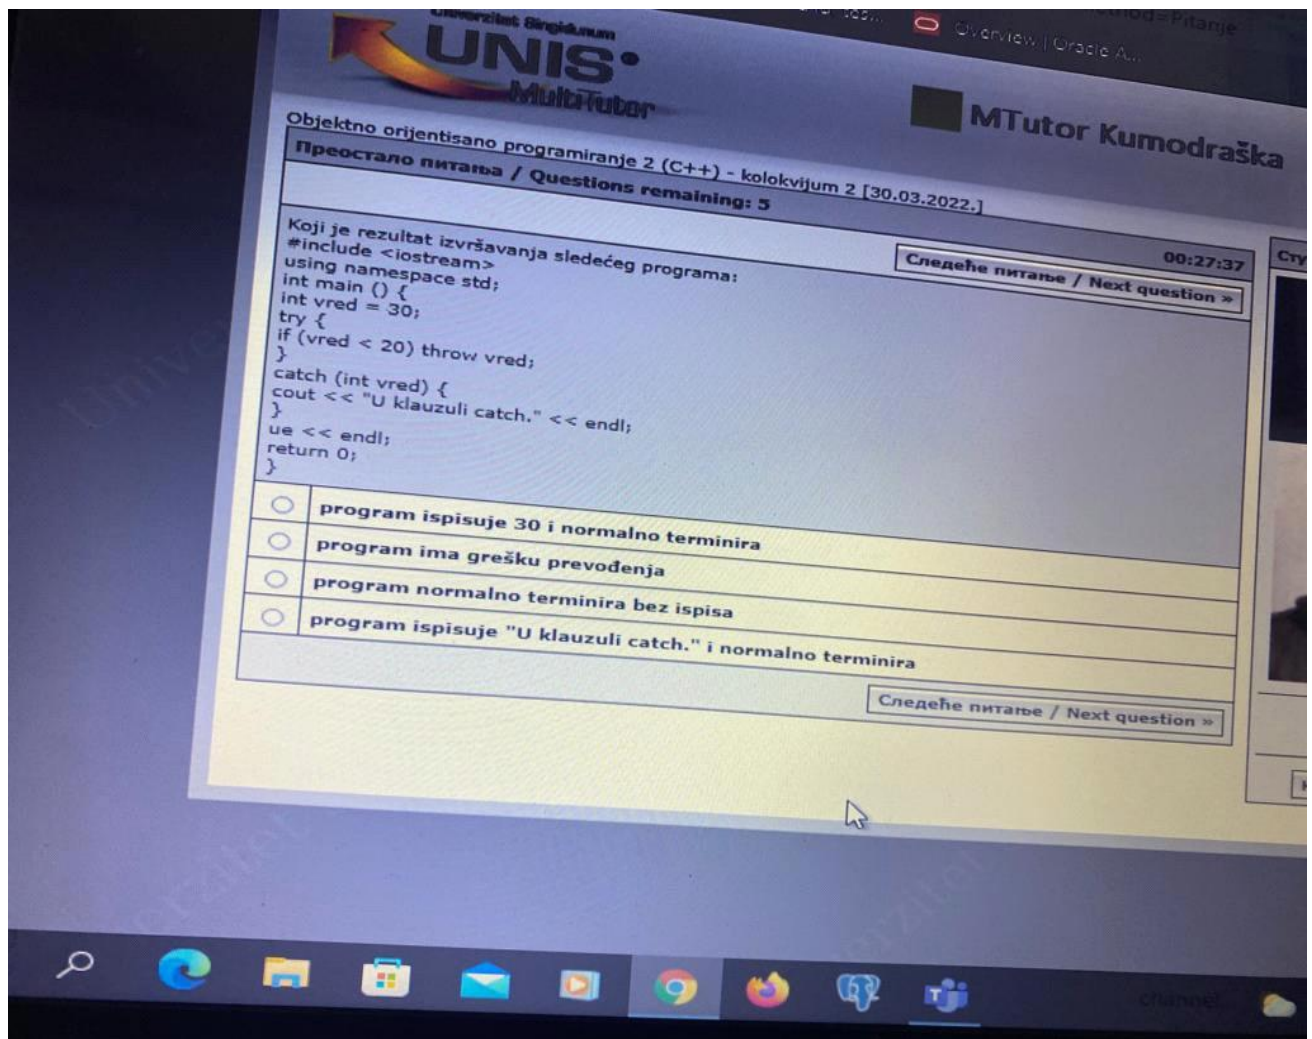 Univerzitet Singidunum
UNIS
MultiTutor
Overview | Oracle A...
MTutor Kumodraška
Objektno orijentisano programiranje 2 (C++) - kolokvijum 2 [30.03.2022.]
Преостало питања / Questions remaining: 5
00:27:37
Следеће питање / Next question »
Koji je rezultat izvršavanja sledećeg programa:
#include <iostream>
using namespace std;
int main () {
int vred = 30;
try {
if (vred < 20) throw vred;
}
catch (int vred) {
cout << "U klauzuli catch." << endl;
}
ue << endl;
return 0;
}
program ispisuje 30 i normalno terminira
program ima grešku prevođenja
program normalno terminira bez ispisa
program ispisuje "U klauzuli catch." i normalno terminira
Следеће питање / Next question »